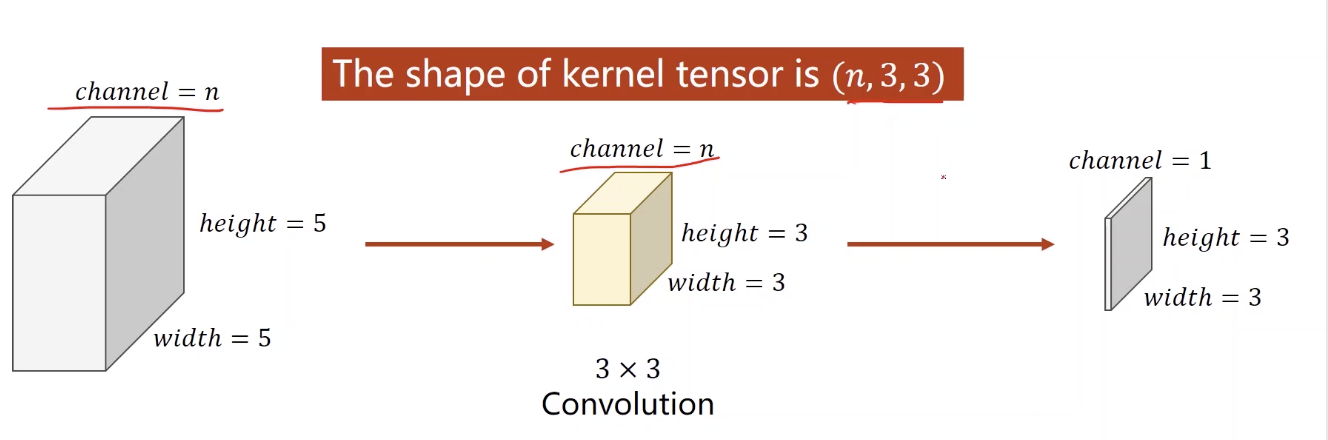 The shape of kernel tensor is (n, 3, 3)
channel = n
height = 5
width = 5
channel = n
height = 3
width = 3
3 × 3
Convolution
channel = 1
height = 3
width = 3